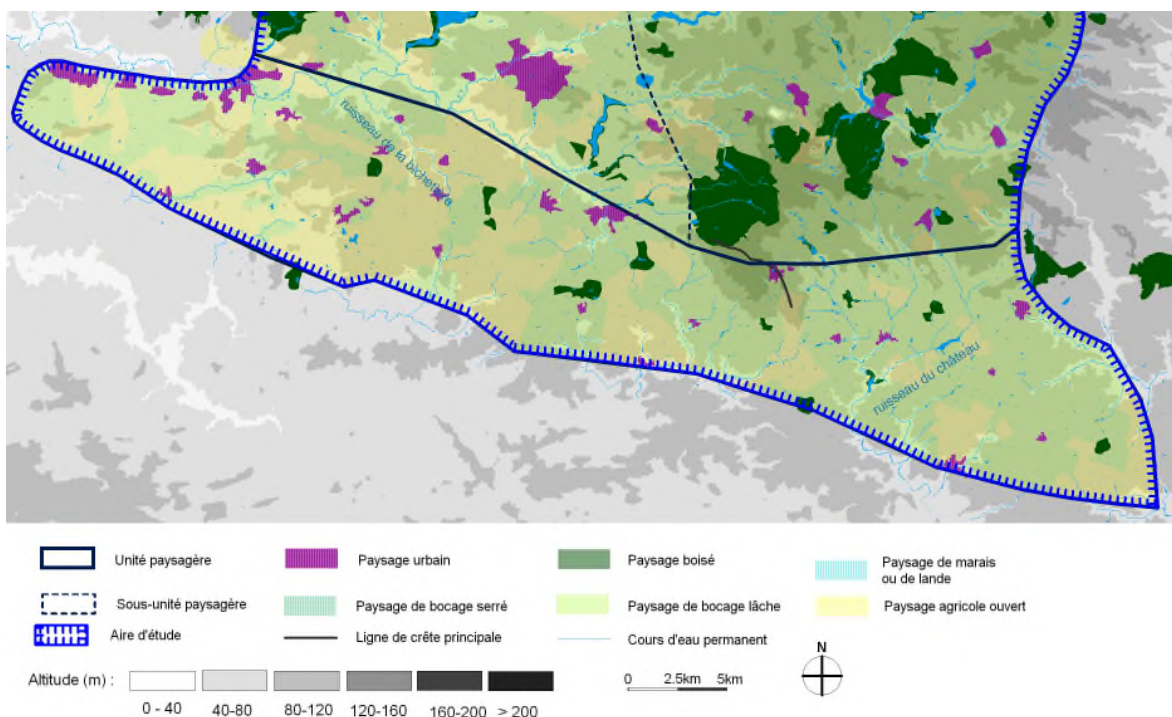 ruisseau de la bichetière
ruisseau du château
Unité paysagère
Paysage urbain
Paysage boisé
Paysage de marais
ou de lande
Sous-unité paysagère
Paysage de bocage serré
Paysage de bocage lâche
Paysage agricole ouvert
Aire d'étude
Ligne de crête principale
Cours d'eau permanent
N
Altitude (m) :
0 2.5km 5km
0 - 40 40-80 80-120 120-160 160-200 > 200